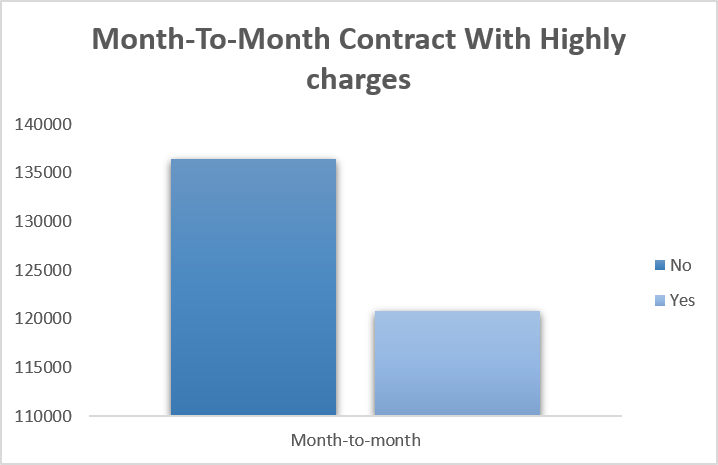 Month-To-Month Contract With Highly
charges
140000
135000
130000
125000
120000
115000
110000
Month-to-month
No
Yes